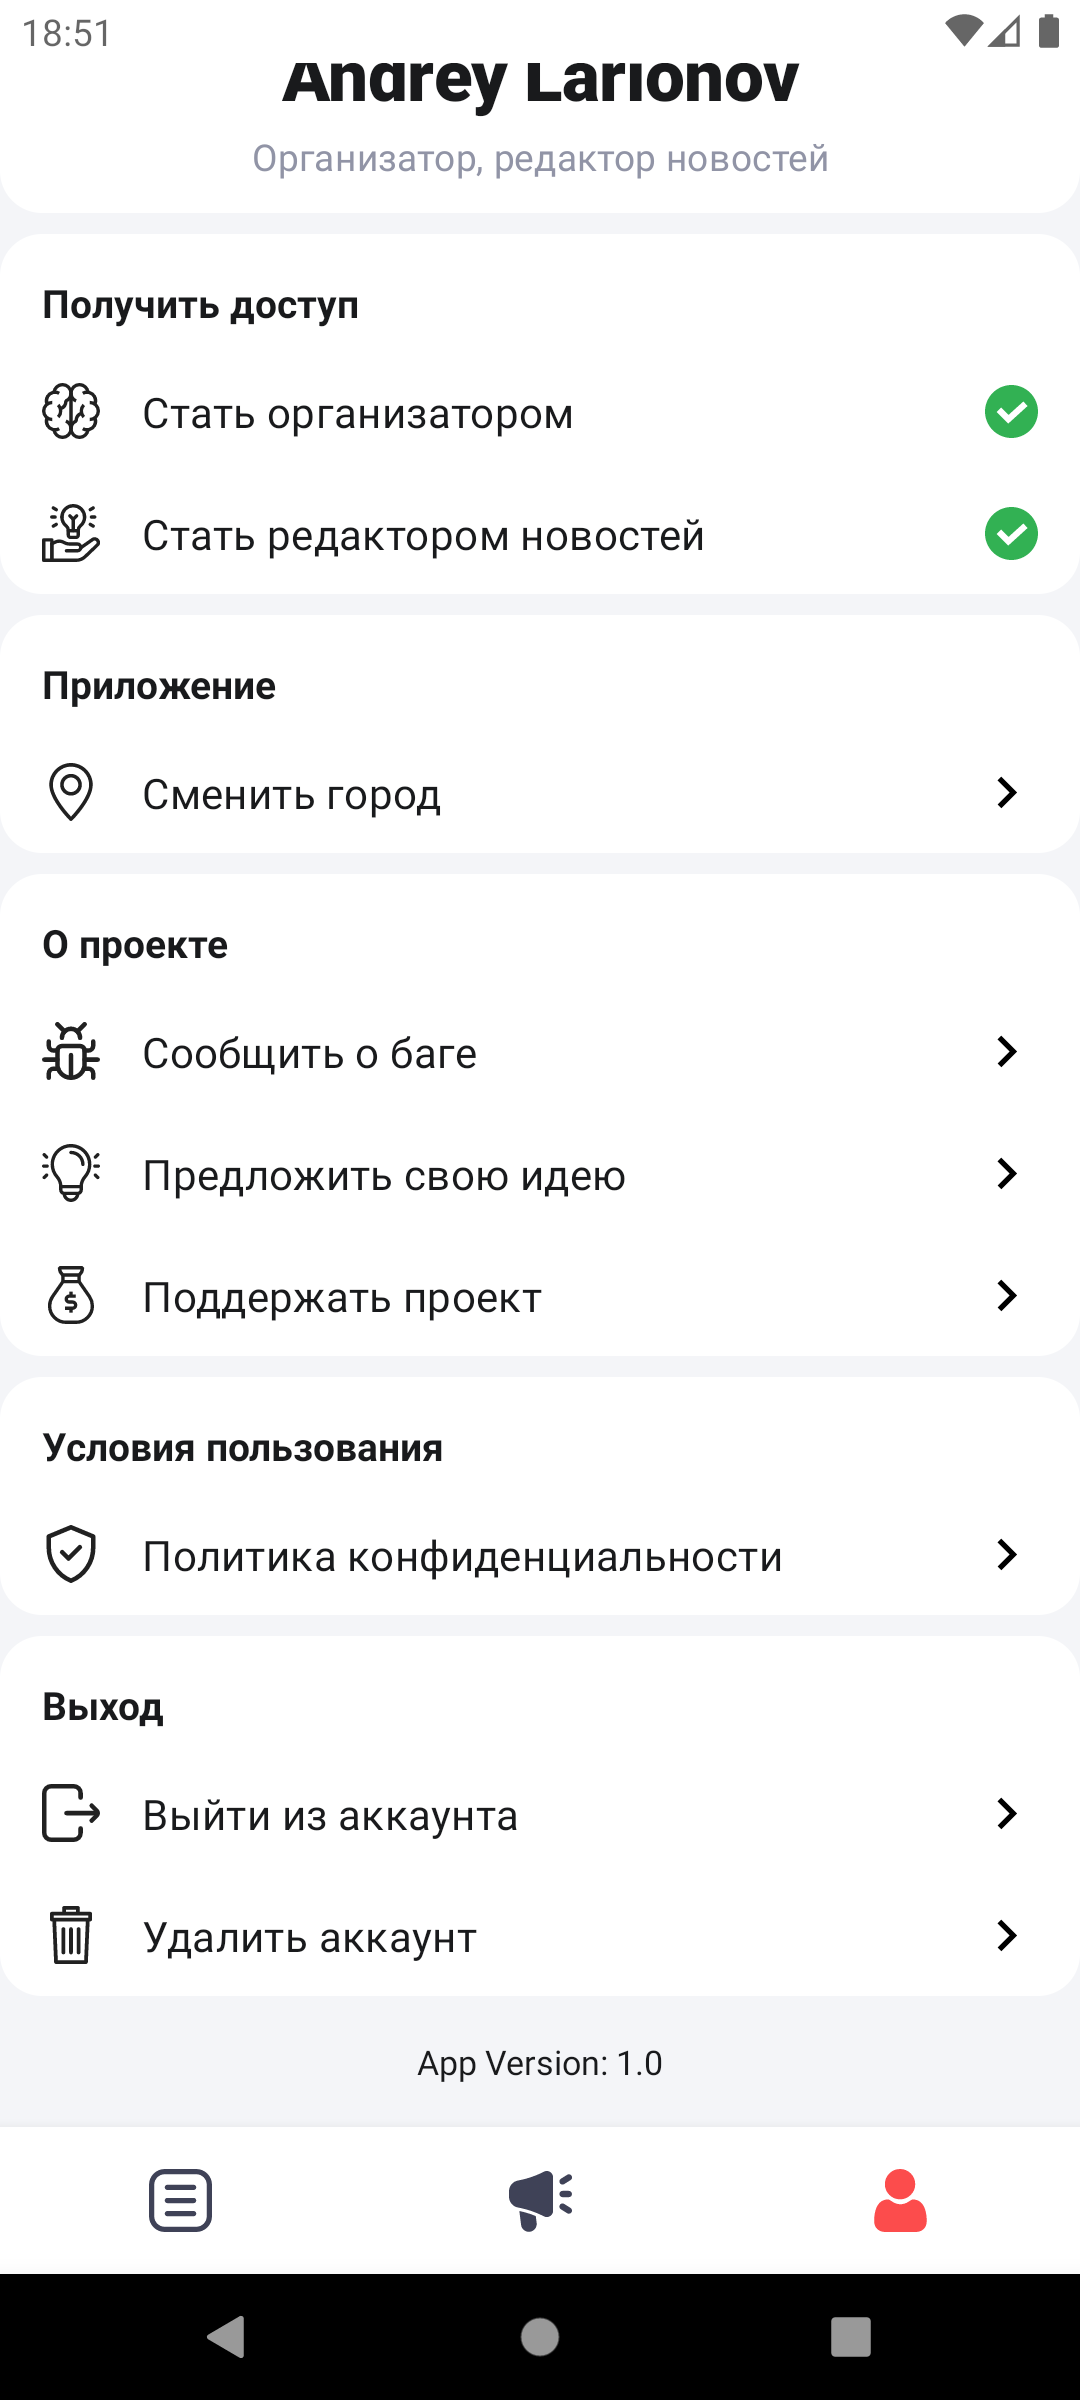 18:51
Andrey Larionov
Организатор, редактор новостей
Получить доступ
Стать организатором
Стать редактором новостей
Приложение
Сменить город
О проекте
Сообщить о баге
Предложить свою идею
Поддержать проект
Условия пользования
Политика конфиденциальности
Выход
Выйти из аккаунта
Удалить аккаунт
App Version: 1.0